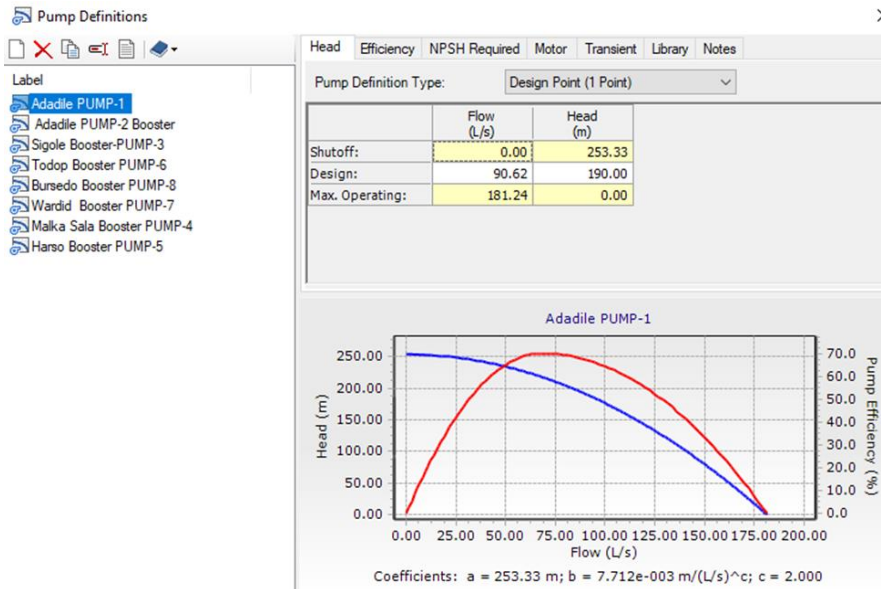 Pump Definitions
Label
Adadile PUMP-1
Adadile PUMP-2 Booster
Sigole Booster-PUMP-3
Todop Booster PUMP-6
Bursedo Booster PUMP-8
Wardid Booster PUMP-7
Malka Sala Booster PUMP-4
Harso Booster PUMP-5
Head Efficiency NPSH Required Motor Transient Library Notes
Pump Definition Type: Design Point (1 Point)
Flow (L/s) Head (m)
Shutoff: 0.00 253.33
Design: 90.62 190.00
Max. Operating: 181.24 0.00
Adadile PUMP-1
Head (m)
250.00
200.00
150.00
100.00
50.00
0.00
70.0
60.0
50.0
40.0
30.0
20.0
10.0
0.0
Pump Efficiency (%)
0.00 25.00 50.00 75.00 100.00 125.00 150.00 175.00 200.00
Flow (L/s)
Coefficients: a = 253.33 m; b = 7.712e-003 m/(L/s)^c; c = 2.000